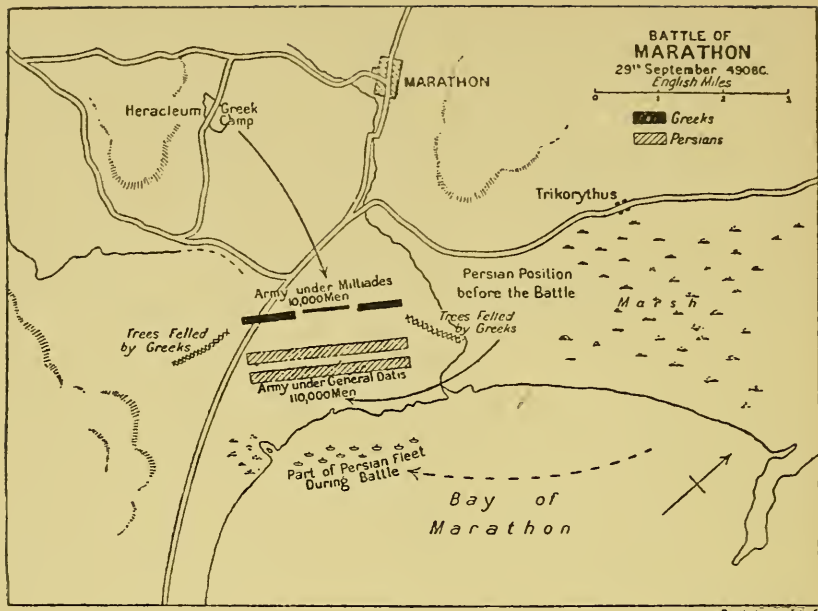 BATTLE OF
MARATHON
29th September 490BC.
English Miles
0 1 2 3
Greeks
Persians
MARATHON
Heracleum
Greek
Camp
Trikorythus
Army under Miltiades
10,000 Men
Persian Position
before the Battle
Marsh
Trees Felled
by Greeks
Trees Felled
by Greeks
Army under General Datis
110,000 Men
Part of Persian Fleet
During Battle
Bay of
Marathon